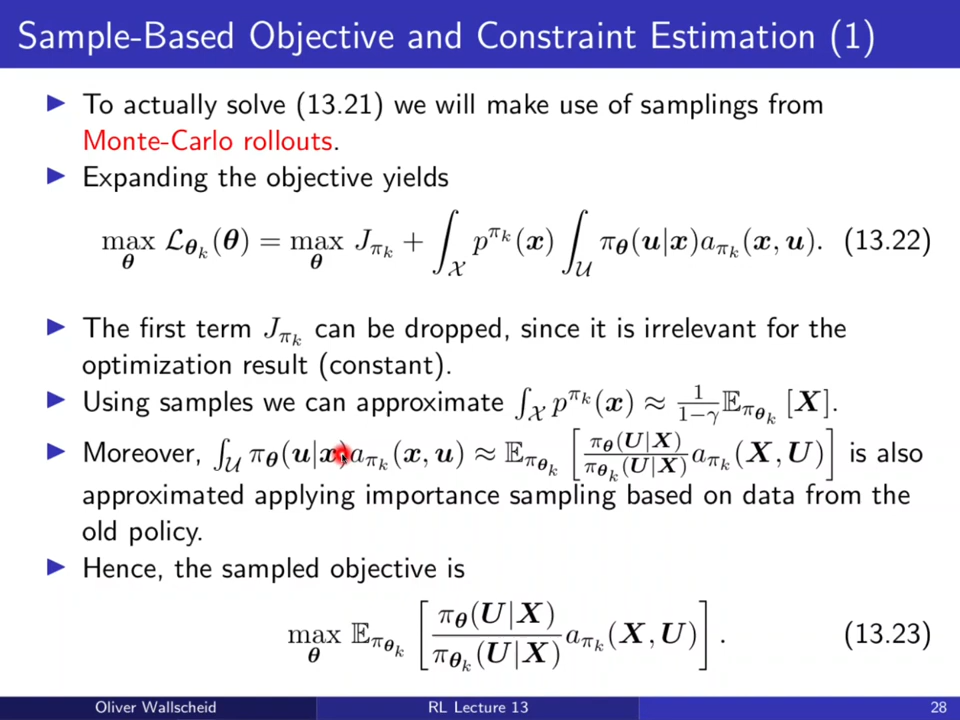 Sample-Based Objective and Constraint Estimation (1)
▶ To actually solve (13.21) we will make use of samplings from
Monte-Carlo rollouts.
▶ Expanding the objective yields
max_θ 𝓛_{θ_k}(θ) = max_θ J_{π_k} + ∫_𝒳 p^{π_k}(x) ∫_𝒰 π_θ(u|x)a_{π_k}(x, u). (13.22)
▶ The first term J_{π_k} can be dropped, since it is irrelevant for the
optimization result (constant).
▶ Using samples we can approximate ∫_𝒳 p^{π_k}(x) ≈ 1/(1−γ) 𝔼_{π_{θ_k}} [X].
▶ Moreover, ∫_𝒰 π_θ(u|x)a_{π_k}(x, u) ≈ 𝔼_{π_{θ_k}} [π_θ(U|X)/π_{θ_k}(U|X) a_{π_k}(X, U)] is also
approximated applying importance sampling based on data from the
old policy.
▶ Hence, the sampled objective is
max_θ 𝔼_{π_{θ_k}} [π_θ(U|X)/π_{θ_k}(U|X) a_{π_k}(X, U)]. (13.23)
Oliver Wallscheid RL Lecture 13 28